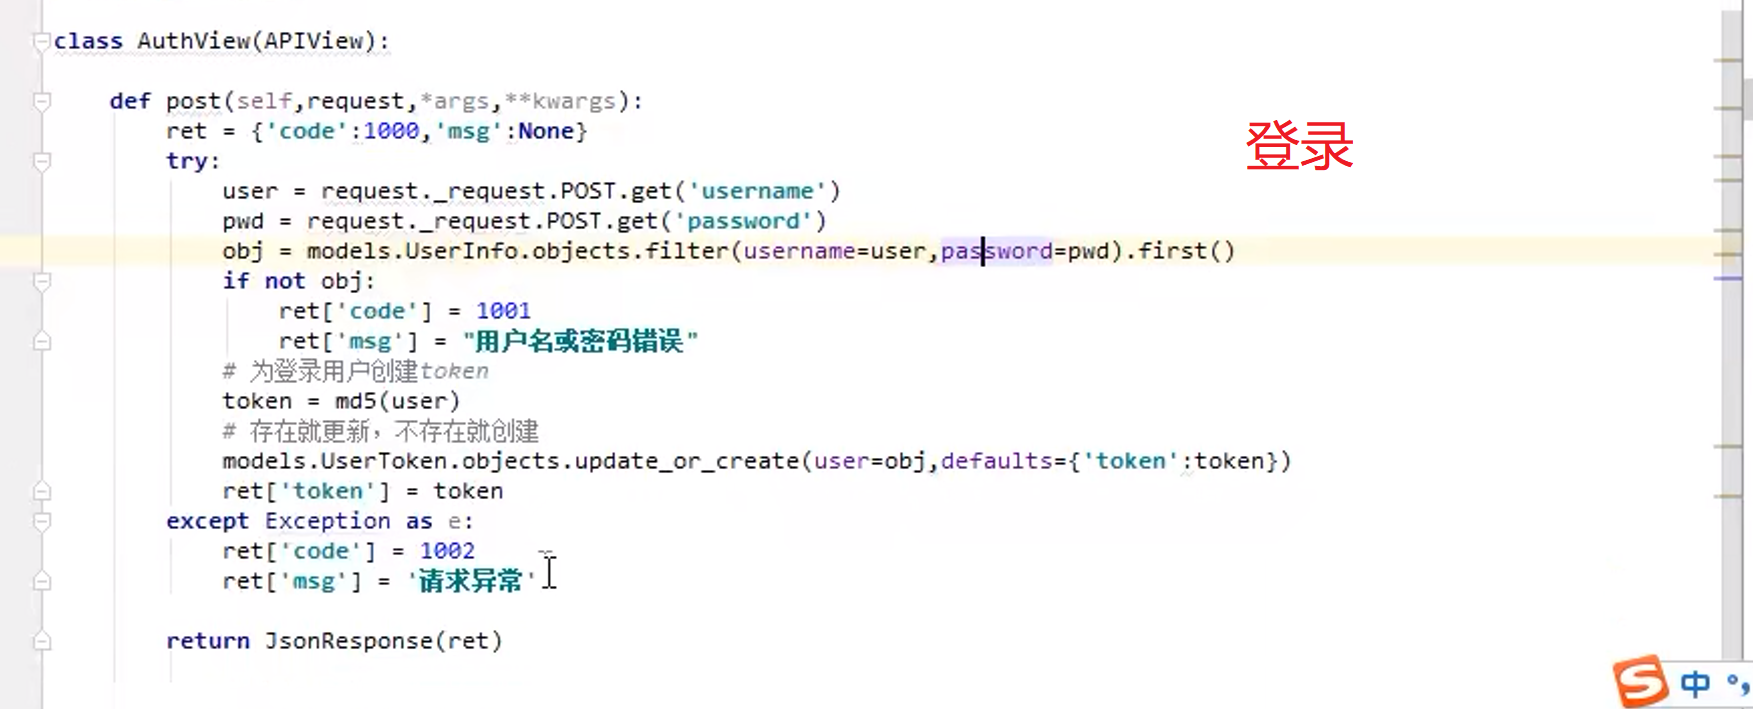 class AuthView(APIView):
def post(self,request,*args,**kwargs):
ret = {'code':1000,'msg':None}
登录
try:
user = request._request.POST.get('username')
pwd = request._request.POST.get('password')
obj = models.UserInfo.objects.filter(username=user,password=pwd).first()
if not obj:
ret['code'] = 1001
ret['msg'] = "用户名或密码错误"
# 为登录用户创建token
token = md5(user)
# 存在就更新，不存在就创建
models.UserToken.objects.update_or_create(user=obj,defaults={'token':token})
ret['token'] = token
except Exception as e:
ret['code'] = 1002
ret['msg'] = '请求异常'
return JsonResponse(ret)
S 中 °,